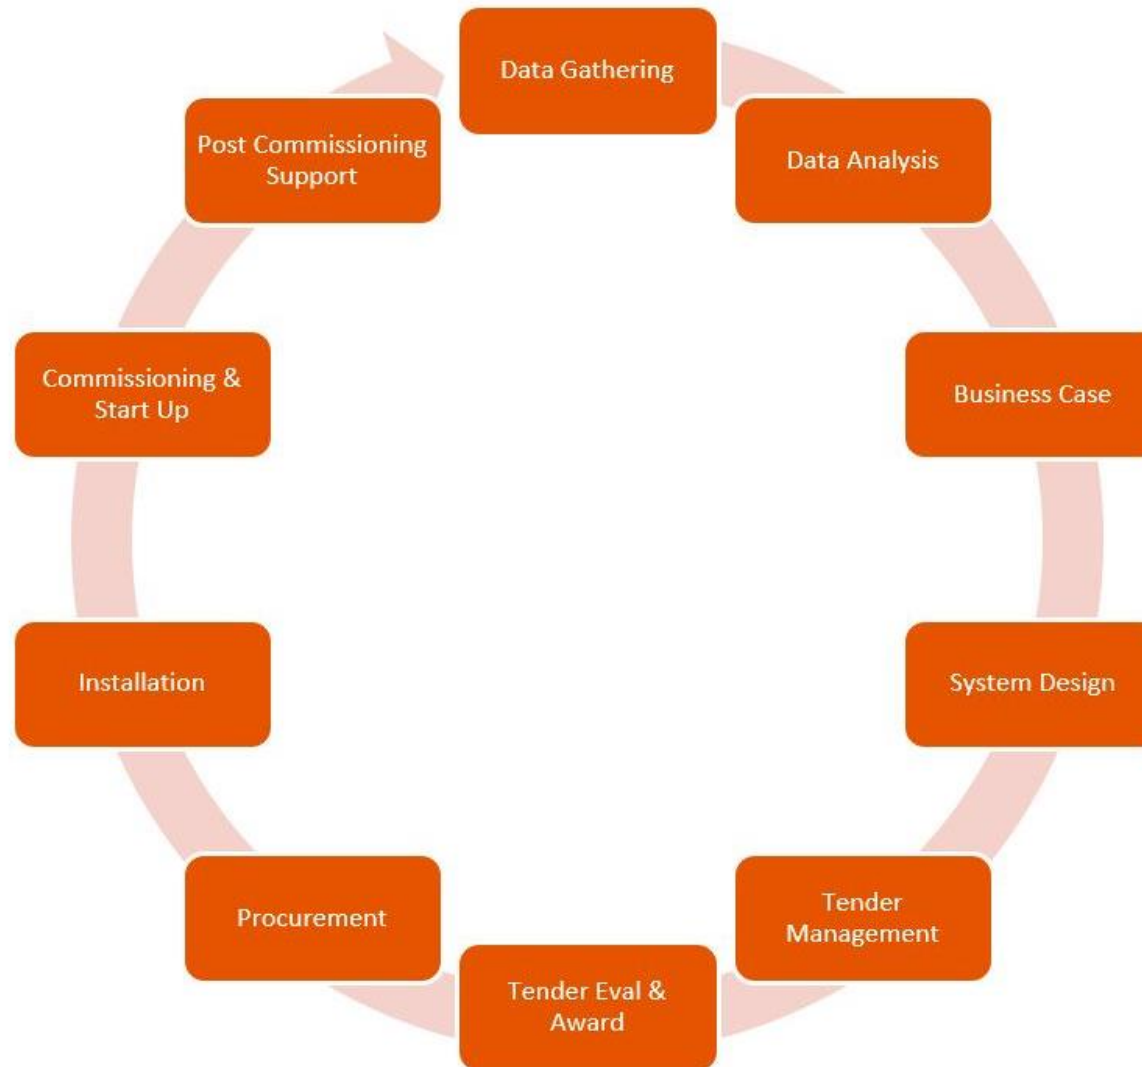 Data Gathering
Data Analysis
Business Case
System Design
Tender
Management
Tender Eval &
Award
Procurement
Installation
Commissioning &
Start Up
Post Commissioning
Support